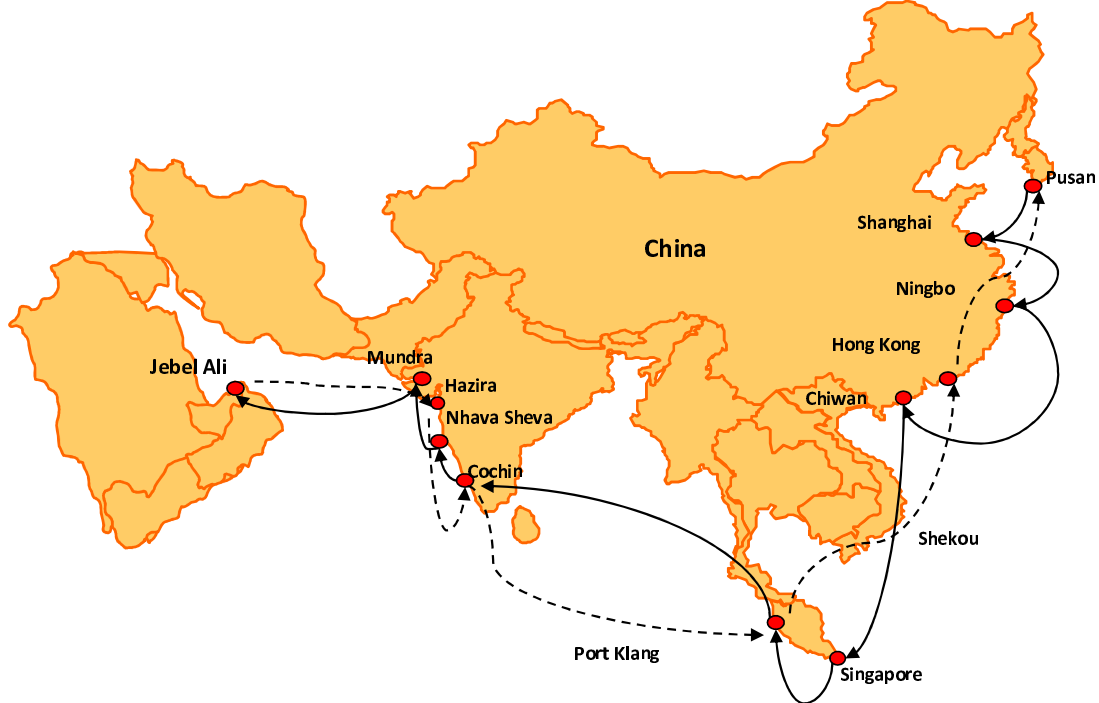 Pusan
Shanghai
China
Ningbo
Hong Kong
Mundra
Jebel Ali
Hazira
Chiwan
Nhava Sheva
Cochin
Shekou
Port Klang
Singapore